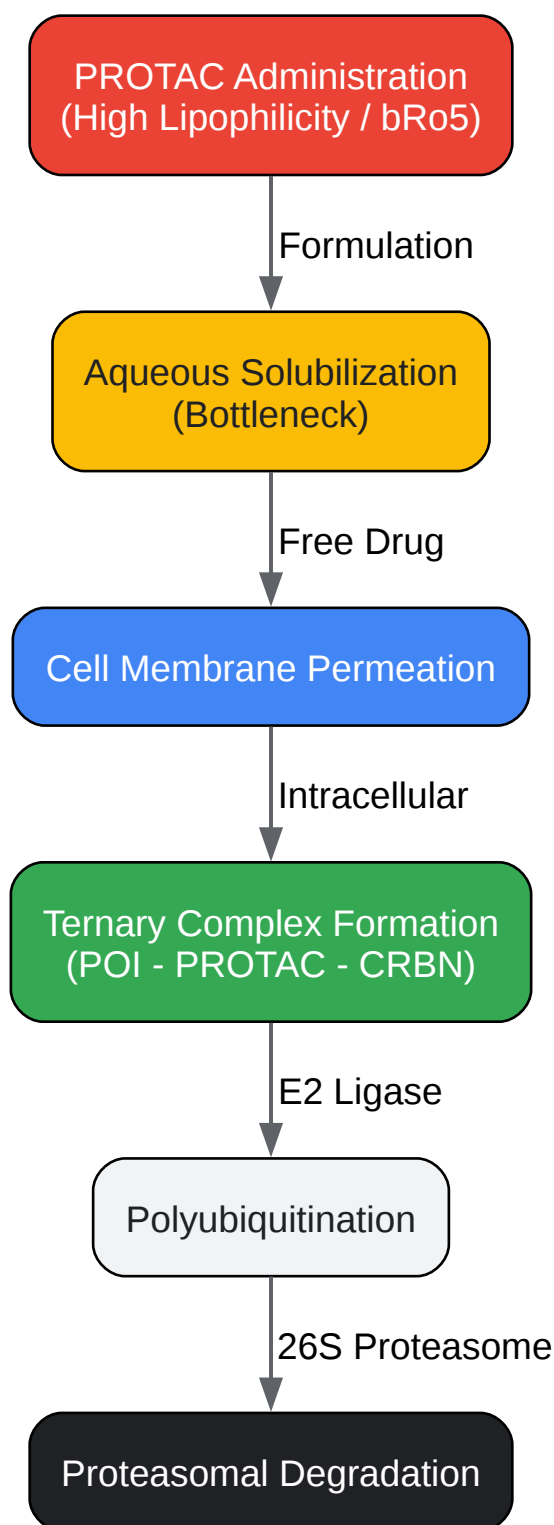 PROTAC Administration
(High Lipophilicity / bRo5)
Formulation
Aqueous Solubilization
(Bottleneck)
Free Drug
Cell Membrane Permeation
Intracellular
Ternary Complex Formation
(POI - PROTAC - CRBN)
E2 Ligase
Polyubiquitination
26S Proteasome
Proteasomal Degradation